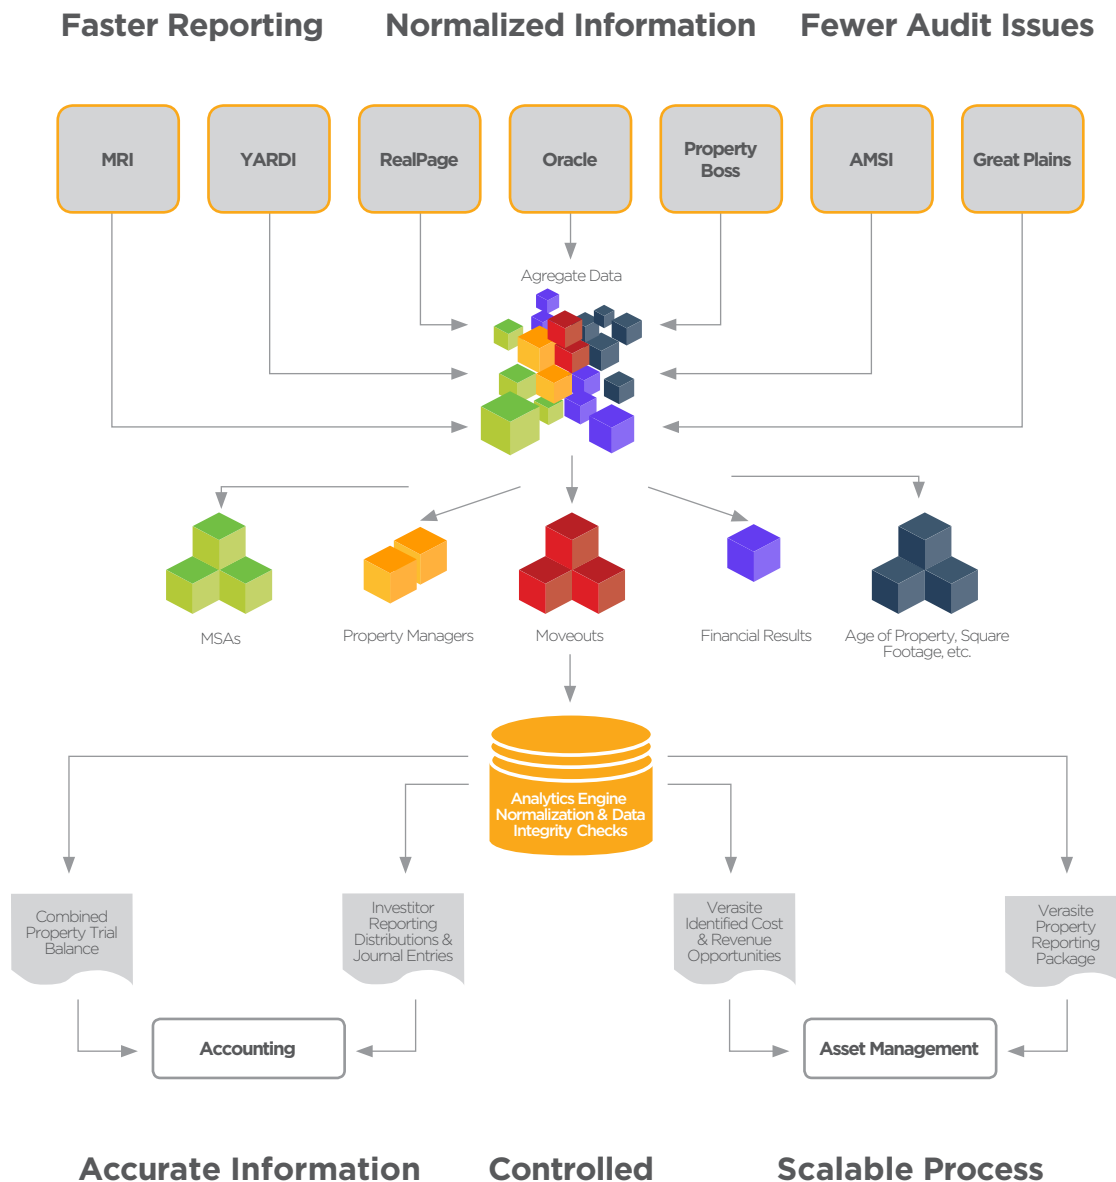 Faster Reporting
Normalized Information
Fewer Audit Issues
MRI
YARDI
RealPage
Oracle
Property
Boss
AMSI
Great Plains
Agregate Data
MSAs
Property Managers
Moveouts
Financial Results
Age of Property, Square
Footage, etc.
Analytics Engine
Normalization & Data
Integrity Checks
Combined
Property Trial
Balance
Investitor
Reporting
Distributions &
Journal Entries
Verasite
Identified Cost
& Revenue
Opportunities
Verasite
Property
Reporting
Package
Accounting
Asset Management
Accurate Information
Controlled
Scalable Process